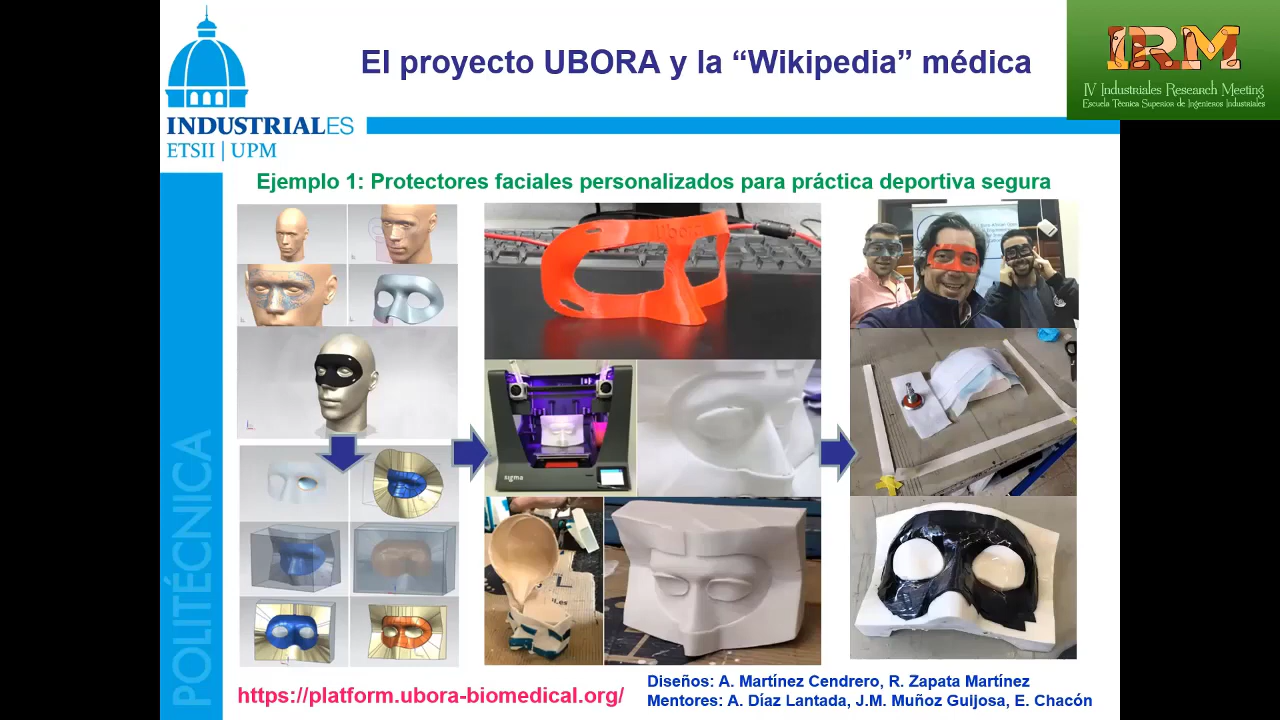 El proyecto UBORA y la “Wikipedia” médica
IRM
IV Industriales Research Meeting
Escuela Técnica Superior de Ingenieros Industriales
INDUSTRIALES
ETSII | UPM
Ejemplo 1: Protectores faciales personalizados para práctica deportiva segura
Ubora
sigma
POLITÉCNICA
https://platform.ubora-biomedical.org/
Diseños: A. Martínez Cendrero, R. Zapata Martínez
Mentores: A. Díaz Lantada, J.M. Muñoz Guijosa, E. Chacón